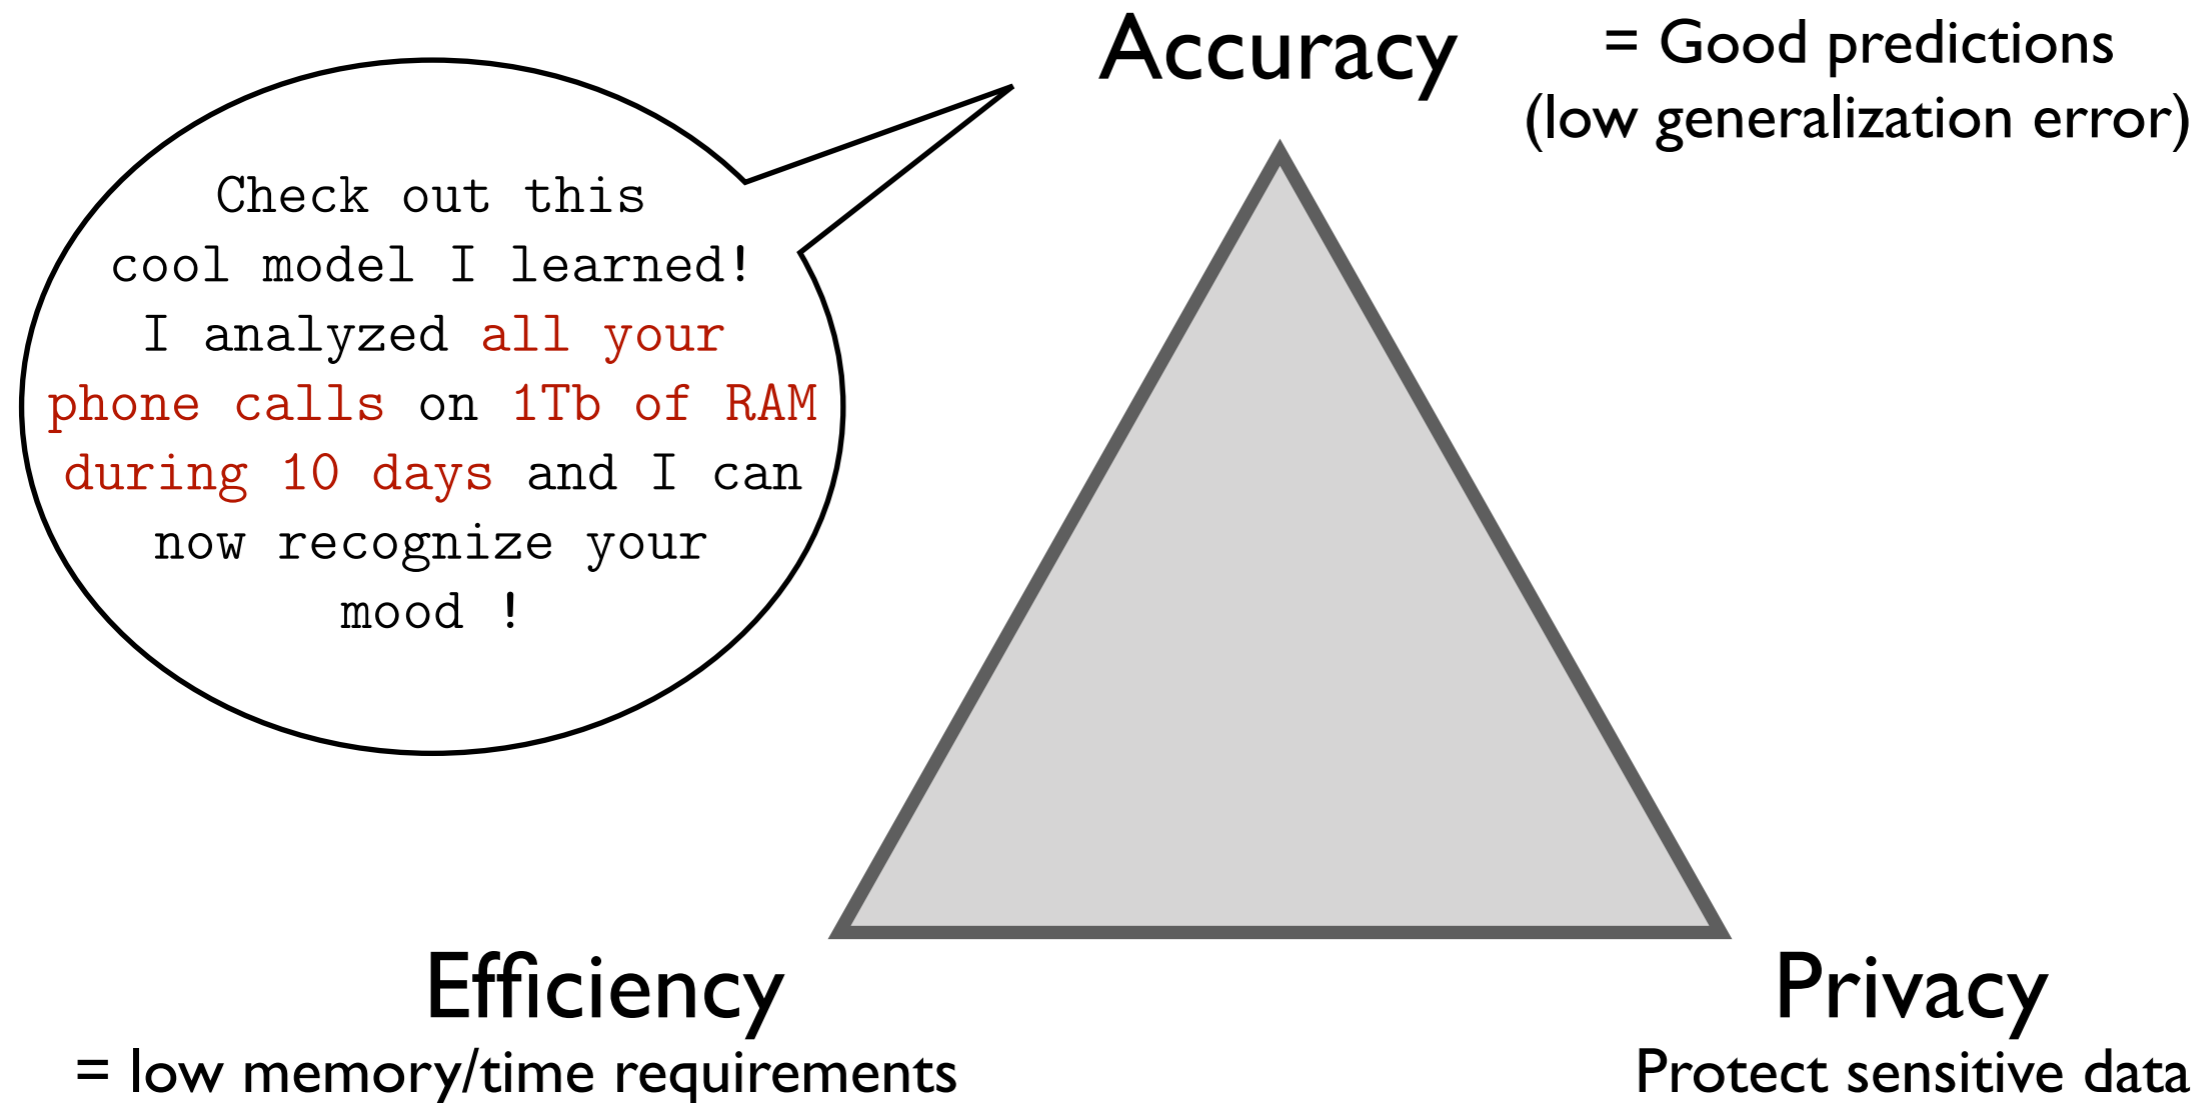 Accuracy
= Good predictions
(low generalization error)
Check out this
cool model I learned!
I analyzed all your
phone calls on 1Tb of RAM
during 10 days and I can
now recognize your
mood !
Efficiency
= low memory/time requirements
Privacy
Protect sensitive data